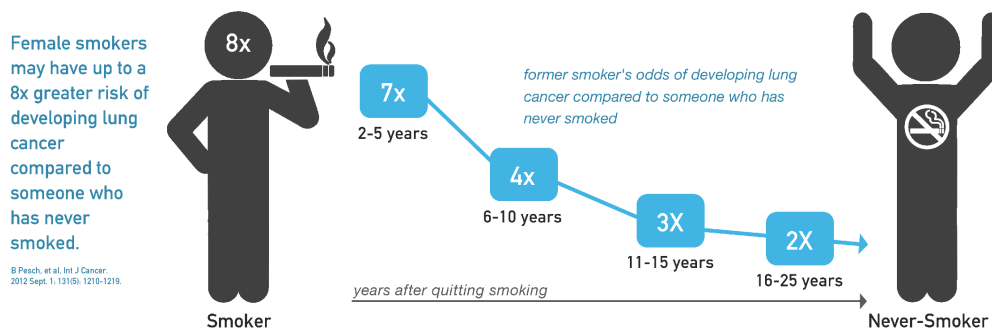 Female smokers
may have up to a
8x greater risk of
developing lung
cancer
compared to
someone who
has never
smoked.
B Pesch, et al. Int J Cancer.
2012 Sept. 1; 131(5): 1210-1219.
8x
Smoker
7x
2-5 years
4x
6-10 years
3X
11-15 years
2X
16-25 years
former smoker's odds of developing lung
cancer compared to someone who has
never smoked
years after quitting smoking
Never-Smoker